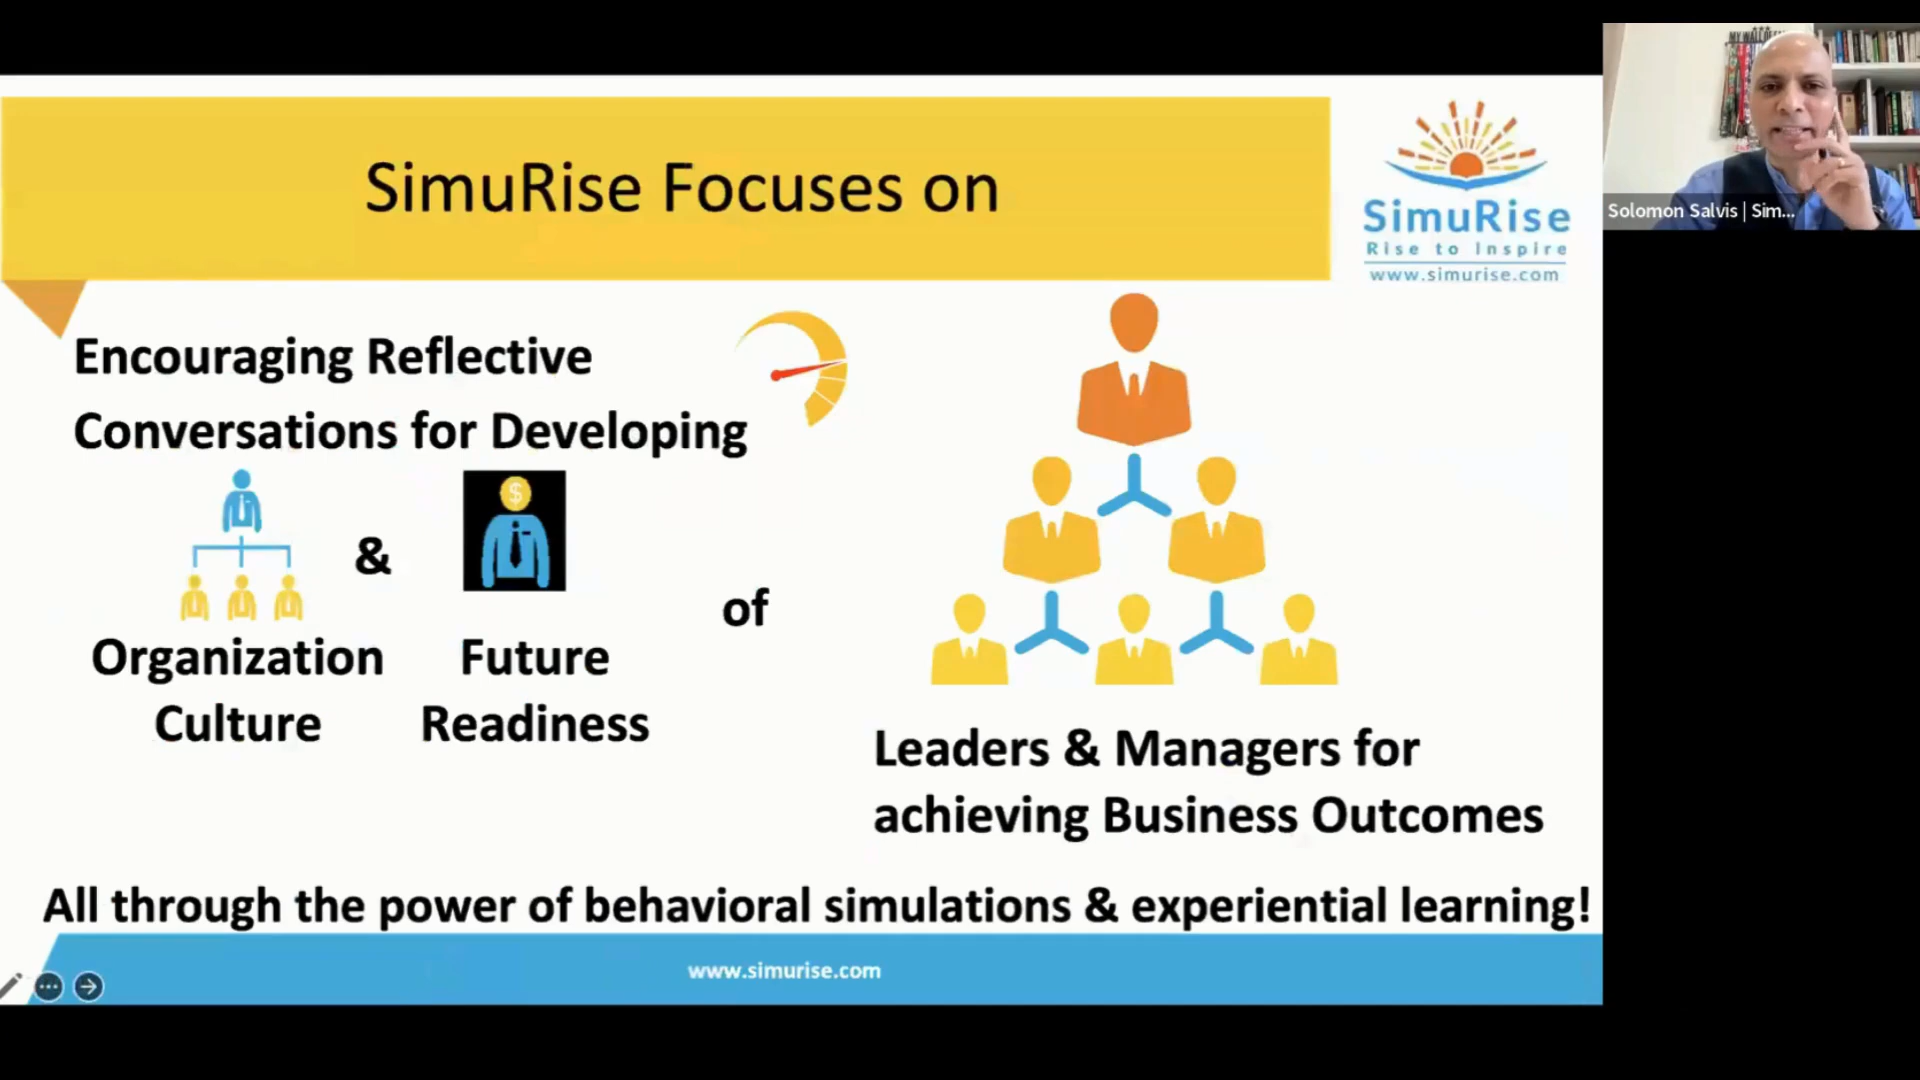 SimuRise Focuses on
SimuRise
Rise to Inspire
www.simurise.com
Solomon Salvis | Sim...
Encouraging Reflective
Conversations for Developing
&
$
of
Organization
Culture
Future
Readiness
Leaders & Managers for
achieving Business Outcomes
All through the power of behavioral simulations & experiential learning!
www.simurise.com